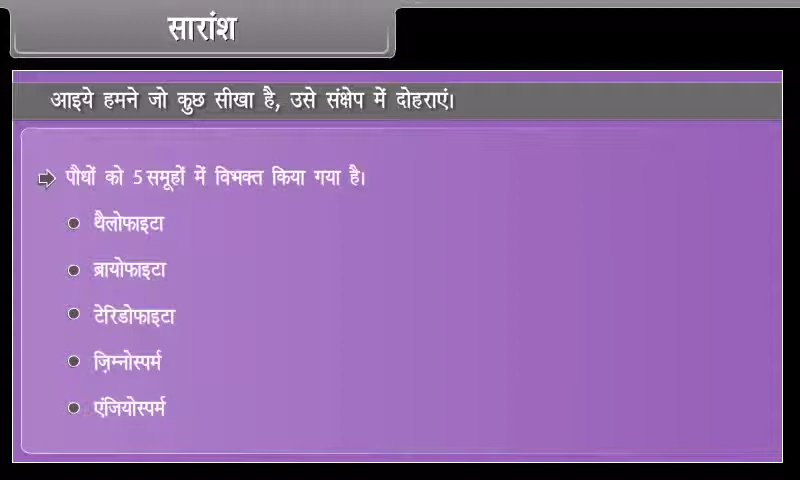 सारांश
आइये हमने जो कुछ सीखा है, उसे संक्षेप में दोहराएं।
पौधों को 5 समूहों में विभक्त किया गया है।
थैलोफाइटा
ब्रायोफाइटा
टेरिडोफाइटा
ज़िम्नोस्पर्म
एंजियोस्पर्म